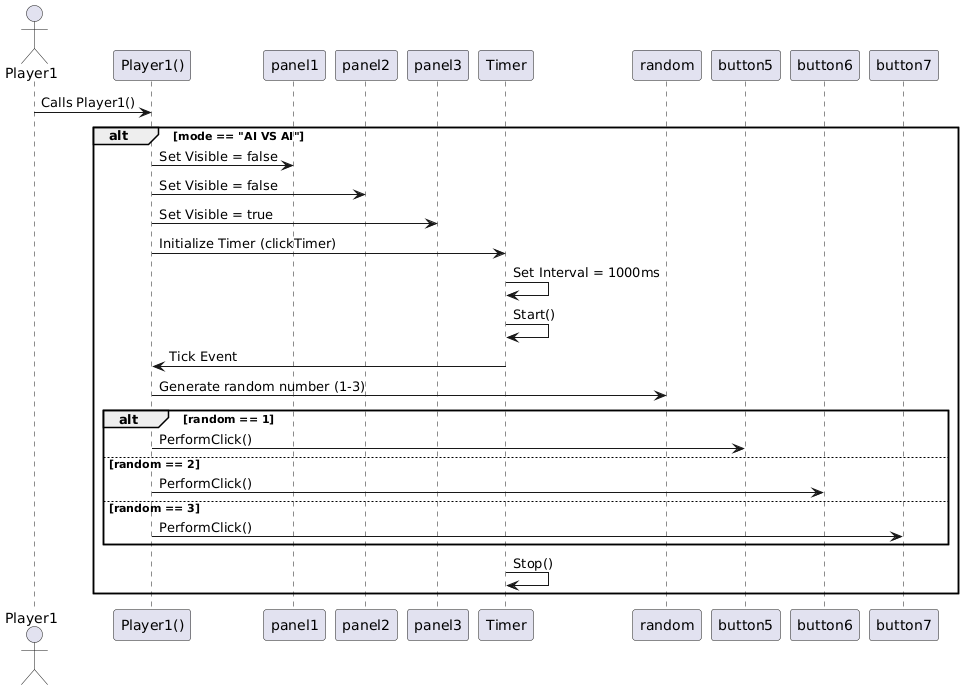 Player1
Player1() panel1 panel2 panel3 Timer random button5 button6 button7
Calls Player1()
alt [mode == "AI VS AI"]
Set Visible = false
Set Visible = false
Set Visible = true
Initialize Timer (clickTimer)
Set Interval = 1000ms
Start()
Tick Event
Generate random number (1-3)
alt [random == 1]
PerformClick()
[random == 2]
PerformClick()
[random == 3]
PerformClick()
Stop()
Player1
Player1() panel1 panel2 panel3 Timer random button5 button6 button7